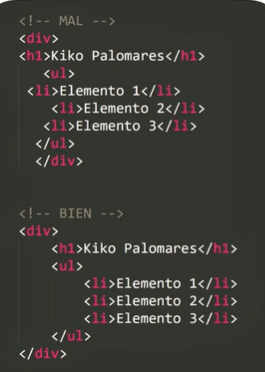 <!-- MAL -->
<div>
<h1>Kiko Palomares</h1>
<ul>
<li>Elemento 1</li>
<li>Elemento 2</li>
<li>Elemento 3</li>
</ul>
</div>
<!-- BIEN -->
<div>
<h1>Kiko Palomares</h1>
<ul>
<li>Elemento 1</li>
<li>Elemento 2</li>
<li>Elemento 3</li>
</ul>
</div>